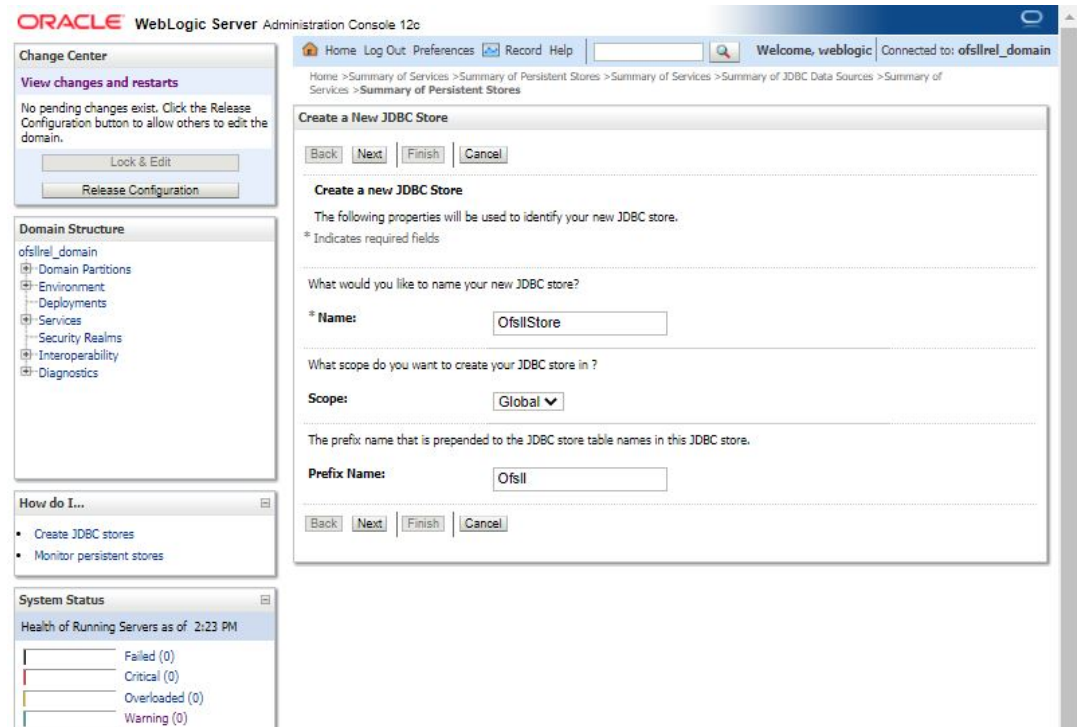 ORACLE WebLogic Server Administration Console 12c
Change Center
View changes and restarts
No pending changes exist. Click the Release
Configuration button to allow others to edit the
domain.
Lock & Edit
Release Configuration
Domain Structure
ofsllrel_domain
Domain Partitions
Environment
Deployments
Services
Security Realms
Interoperability
Diagnostics
How do I...
Create JDBC stores
Monitor persistent stores
System Status
Health of Running Servers as of 2:23 PM
Failed (0)
Critical (0)
Overloaded (0)
Warning (0)
Home Log Out Preferences Record Help
Welcome, weblogic Connected to: ofsllrel_domain
Home >Summary of Services >Summary of Persistent Stores >Summary of Services >Summary of JDBC Data Sources >Summary of
Services >Summary of Persistent Stores
Create a New JDBC Store
Back Next Finish Cancel
Create a new JDBC Store
The following properties will be used to identify your new JDBC store.
* Indicates required fields
What would you like to name your new JDBC store?
* Name: OfsllStore
What scope do you want to create your JDBC store in ?
Scope: Global
The prefix name that is prepended to the JDBC store table names in this JDBC store.
Prefix Name: Ofsll
Back Next Finish Cancel